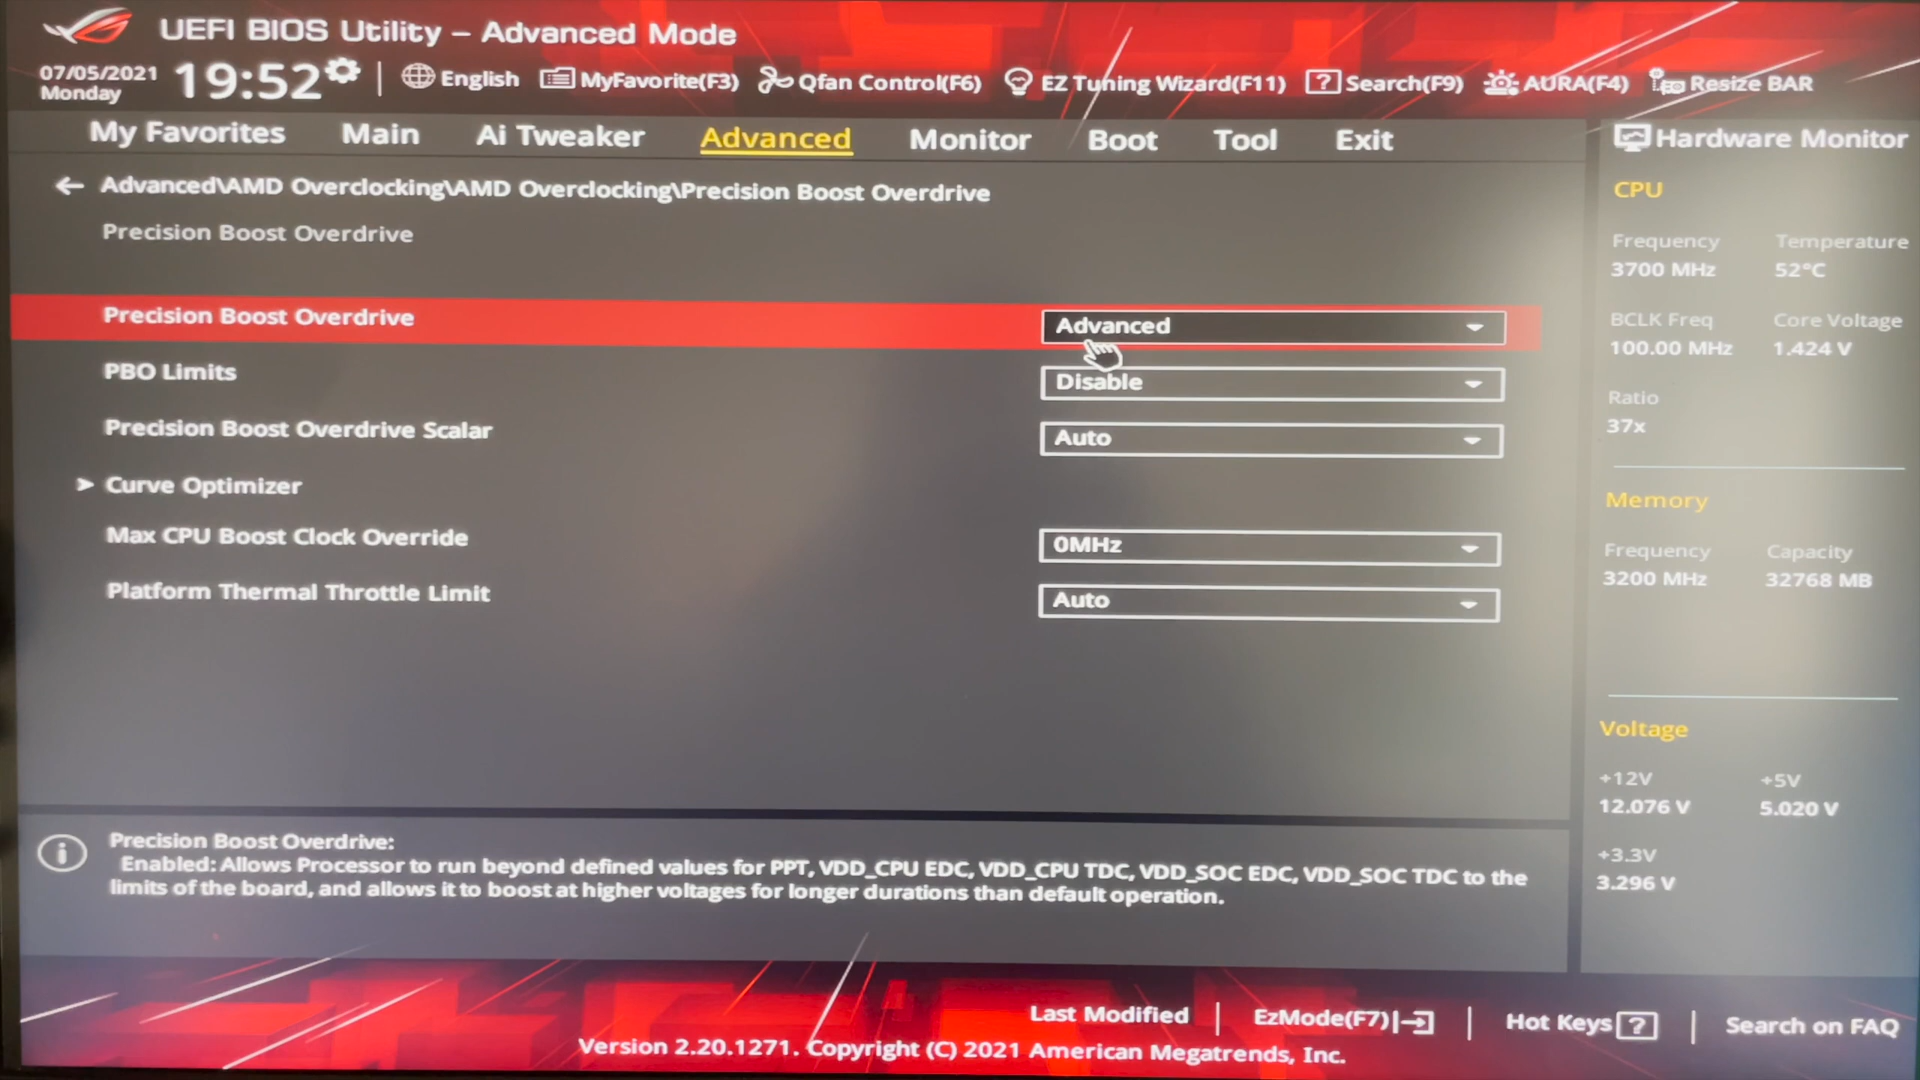 UEFI BIOS Utility – Advanced Mode
07/05/2021
Monday
19:52
English
MyFavorite(F3)
Qfan Control(F6)
EZ Tuning Wizard(F11)
? Search(F9)
AURA(F4)
Resize BAR
My Favorites
Main
Ai Tweaker
Advanced
Monitor
Boot
Tool
Exit
Advanced\AMD Overclocking\AMD Overclocking\Precision Boost Overdrive
Precision Boost Overdrive
Precision Boost Overdrive
Advanced
PBO Limits
Disable
Precision Boost Overdrive Scalar
Auto
Curve Optimizer
Max CPU Boost Clock Override
0MHz
Platform Thermal Throttle Limit
Auto
Hardware Monitor
CPU
Frequency
Temperature
3700 MHz
52°C
BCLK Freq
Core Voltage
100.00 MHz
1.424 V
Ratio
37x
Memory
Frequency
Capacity
3200 MHz
32768 MB
Voltage
+12V
+5V
12.076 V
5.020 V
+3.3V
3.296 V
Precision Boost Overdrive:
Enabled: Allows Processor to run beyond defined values for PPT, VDD_CPU EDC, VDD_CPU TDC, VDD_SOC EDC, VDD_SOC TDC to the
limits of the board, and allows it to boost at higher voltages for longer durations than default operation.
Last Modified
EzMode(F7)
Hot Keys ?
Search on FAQ
Version 2.20.1271. Copyright (C) 2021 American Megatrends, Inc.